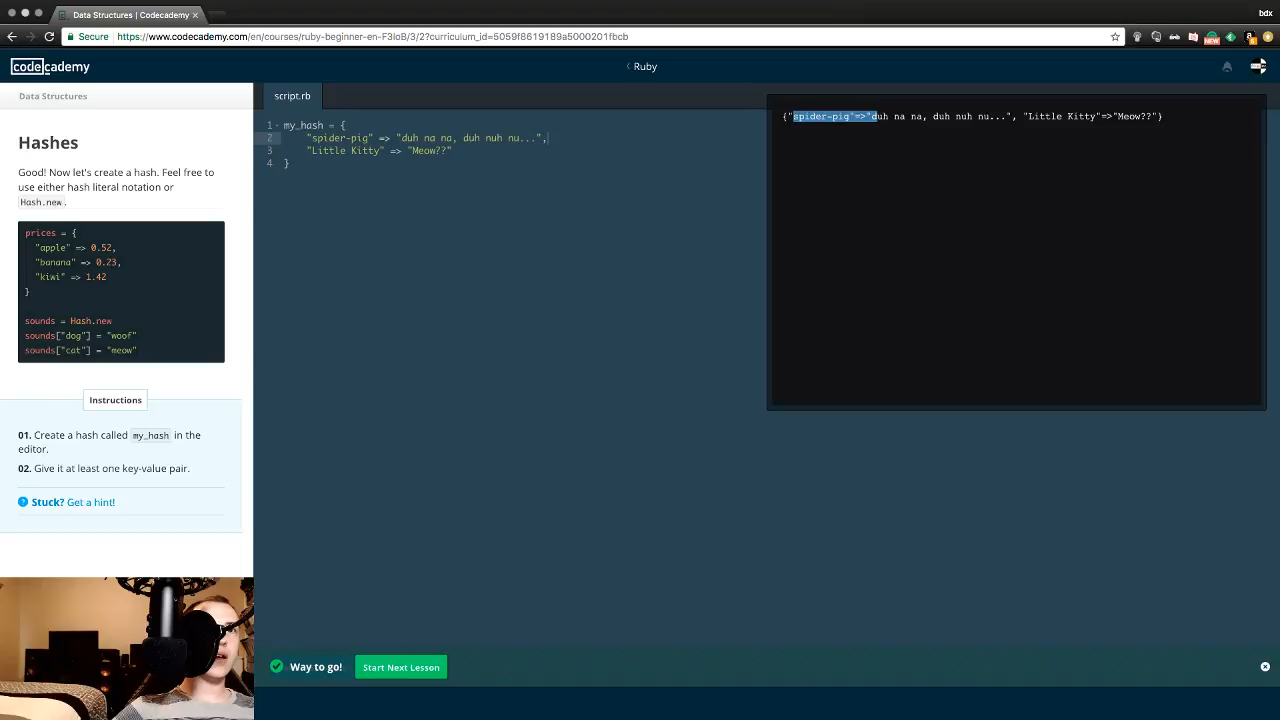 Data Structures | Codecademy
bdx
Secure
https://www.codecademy.com/en/courses/ruby-beginner-en-F3loB/3/2?curriculum_id=5059f8619189a5000201fbcb
NEW
codecademy
Ruby
Data Structures
Hashes
Good! Now let's create a hash. Feel free to
use either hash literal notation or
Hash.new.
prices = {
"apple" => 0.52,
"banana" => 0.23,
"kiwi" => 1.42
}
sounds = Hash.new
sounds["dog"] = "woof"
sounds["cat"] = "meow"
Instructions
01. Create a hash called my_hash in the
editor.
02. Give it at least one key-value pair.
? Stuck? Get a hint!
script.rb
1 my_hash = {
2 "spider-pig" => "duh na na, duh nuh nu...",
3 "Little Kitty" => "Meow??"
4 }
{"spider-pig"=>"duh na na, duh nuh nu...", "Little Kitty"=>"Meow??"}
Way to go!
Start Next Lesson